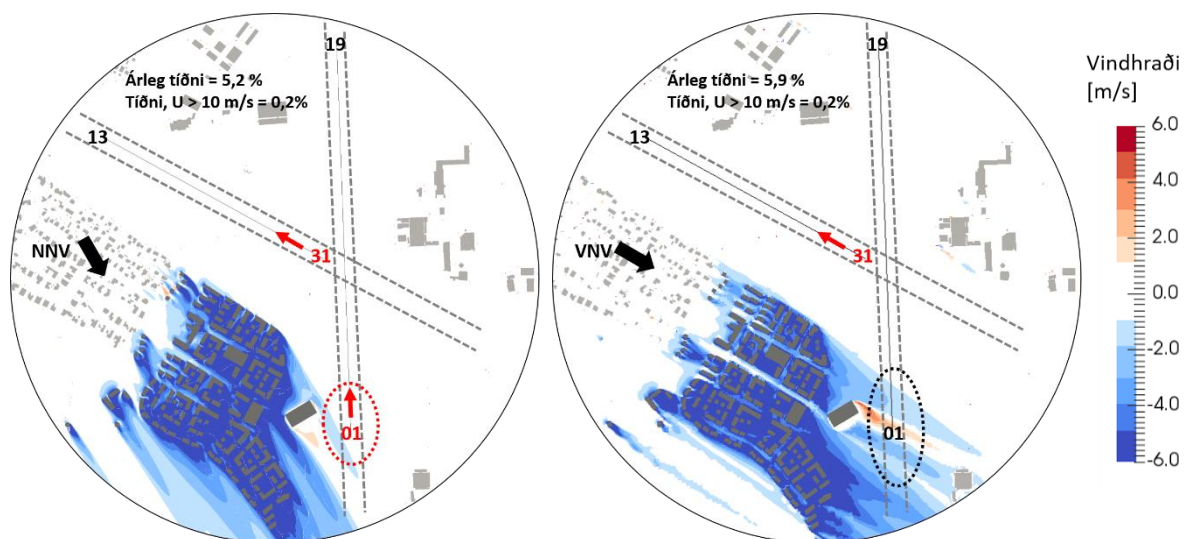 19
Árleg tíðni = 5,2 %
Tíðni, U > 10 m/s = 0,2%
13
NNV
31
01
19
Árleg tíðni = 5,9 %
Tíðni, U > 10 m/s = 0,2%
13
VNV
31
01
Vindhraði
[m/s]
6.0
4.0
2.0
0.0
-2.0
-4.0
-6.0